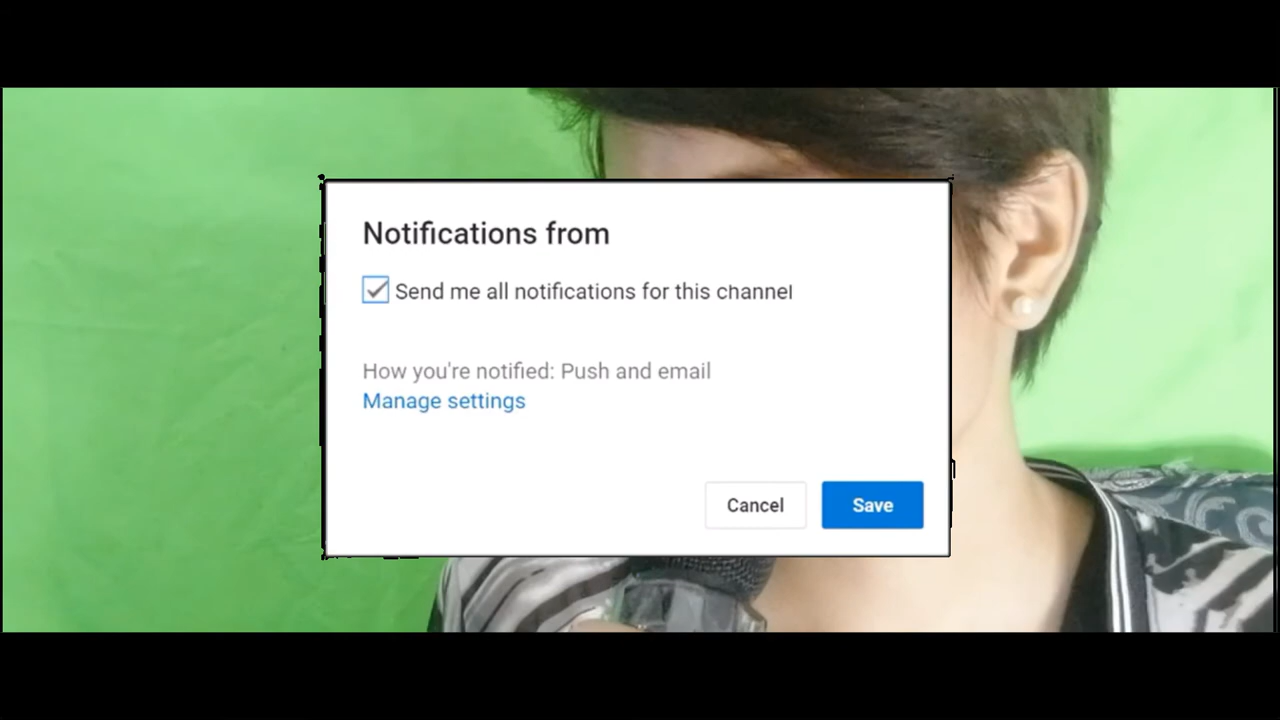 Notifications from
Send me all notifications for this channel
How you're notified: Push and email
Manage settings
Cancel
Save